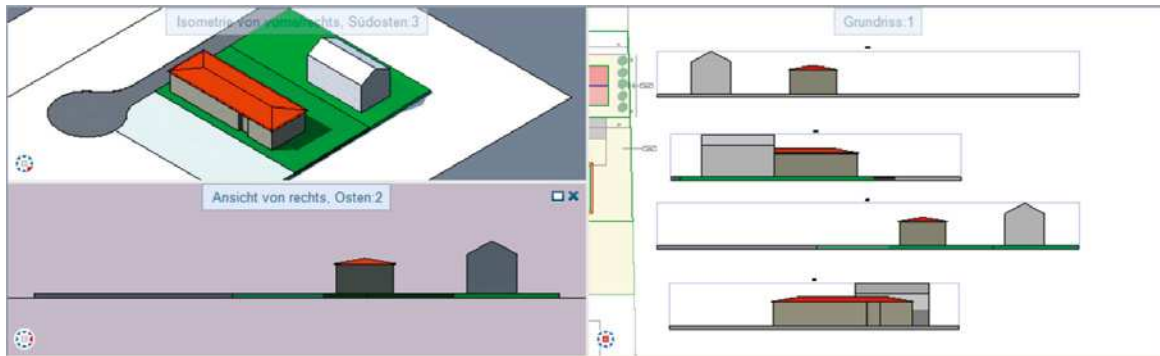 Isometrie von vorne/rechts, Südosten:3
Grundriss:1
Ansicht von rechts, Osten:2